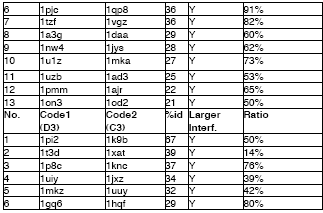 6 1pjc 1qp8 36 Y 91%
7 1tzf 1vgz 36 Y 82%
8 1a3g 1daa 29 Y 60%
9 1nw4 1jys 28 Y 62%
10 1u1z 1mka 27 Y 73%
11 1uzb 1ad3 25 Y 53%
12 1pmm 1ajr 22 Y 65%
13 1on3 1od2 21 Y 50%
No. Code1 Code2 %id Larger Ratio
(D3) (C3) Interf.
1 1pi2 1k9b 67 Y 50%
2 1t3d 1xat 39 Y 14%
3 1p8c 1knc 37 Y 76%
4 1uiy 1jxz 34 Y 39%
5 1mkz 1uuy 32 Y 42%
6 1gq6 1hqf 29 Y 80%